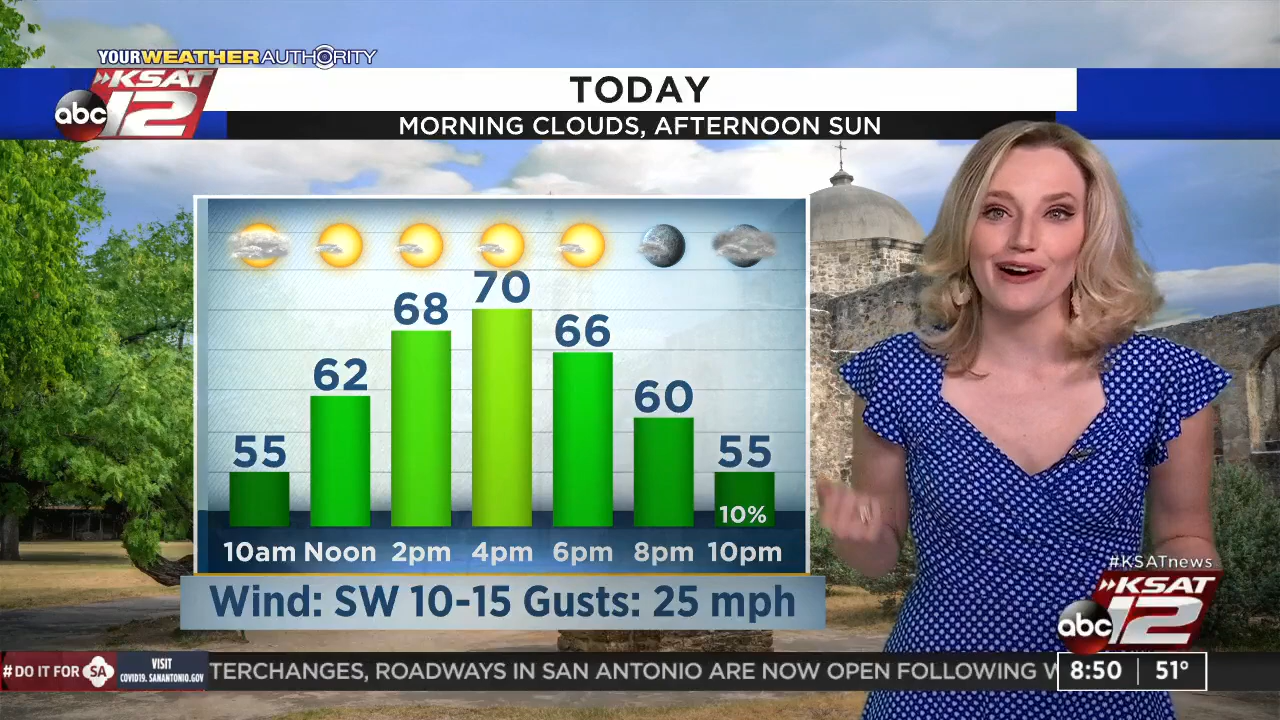 YOURWEATHERAUTHORITY
KSAT
abc 12
TODAY
MORNING CLOUDS, AFTERNOON SUN
55 62 68 70 66 60 55
10%
10am Noon 2pm 4pm 6pm 8pm 10pm
Wind: SW 10-15 Gusts: 25 mph
#KSATnews
KSAT
abc 12
#DO IT FOR SA
VISIT
COVID19.SANANTONIO.GOV
TERCHANGES, ROADWAYS IN SAN ANTONIO ARE NOW OPEN FOLLOWING W
8:50 51°